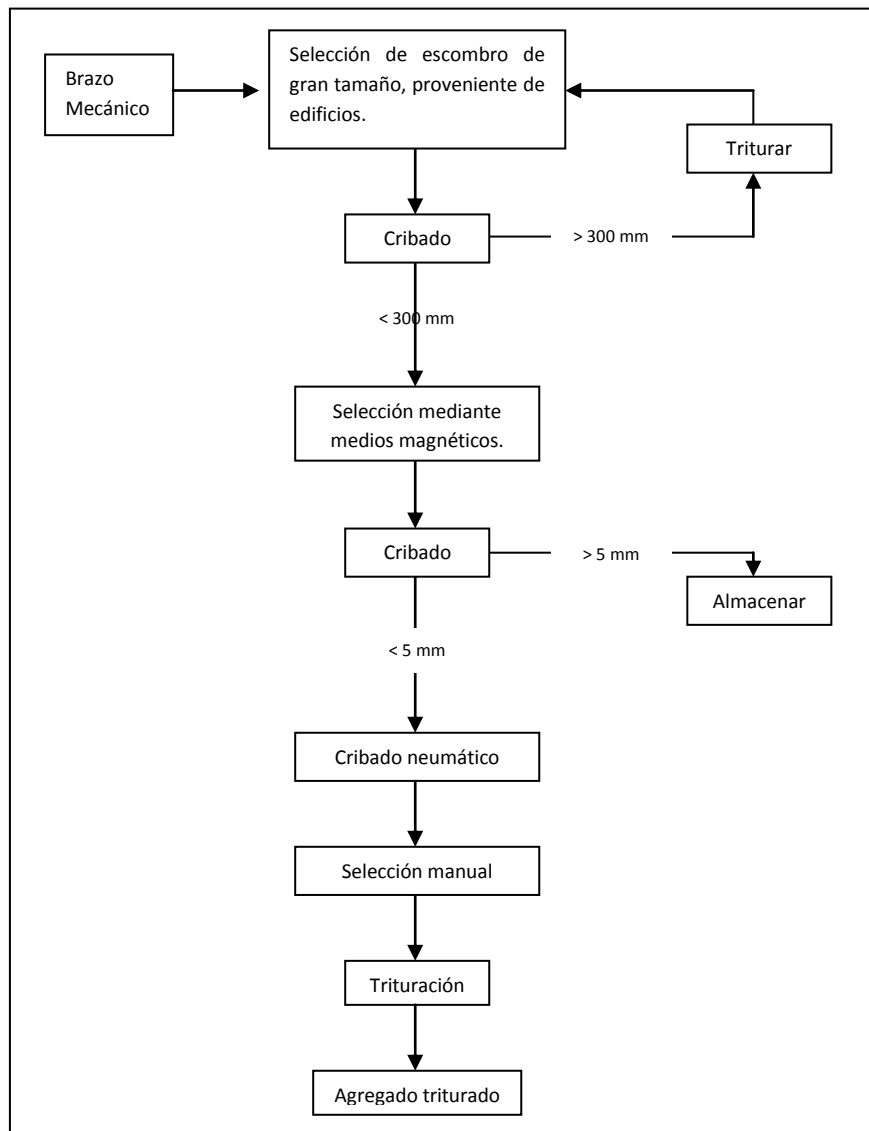 Brazo
Mecánico
Selección de escombro de
gran tamaño, proveniente de
edificios.
Triturar
Cribado
> 300 mm
< 300 mm
Selección mediante
medios magnéticos.
Cribado
> 5 mm
Almacenar
< 5 mm
Cribado neumático
Selección manual
Trituración
Agregado triturado